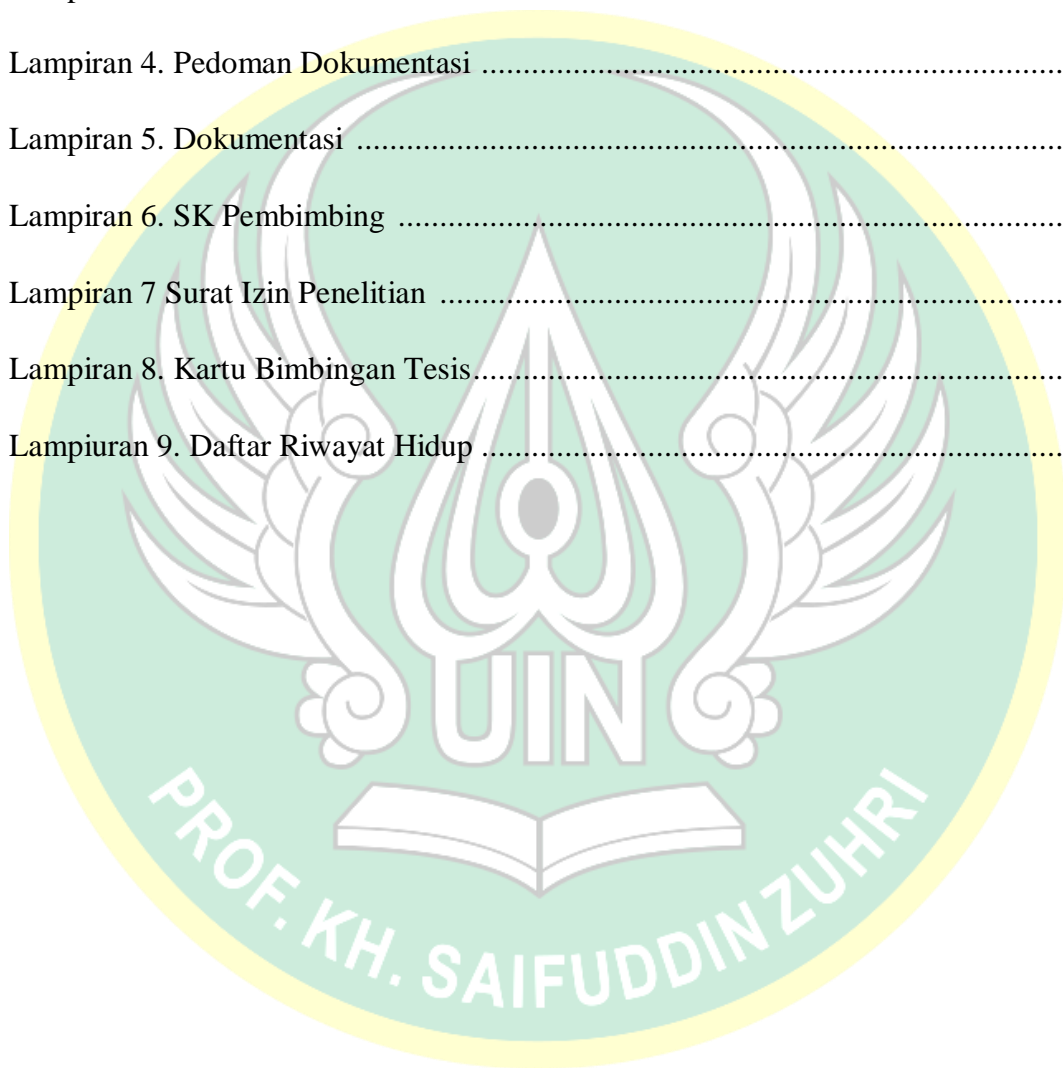 Lampiran 4. Pedoman Dokumentasi ......................................................................
Lampiran 5. Dokumentasi .....................................................................................
Lampiran 6. SK Pembimbing ................................................................................
Lampiran 7 Surat Izin Penelitian ...........................................................................
Lampiran 8. Kartu Bimbingan Tesis.......................................................................
Lampiuran 9. Daftar Riwayat Hidup ......................................................................
UIN
PROF. KH. SAIFUDDIN ZUHRI